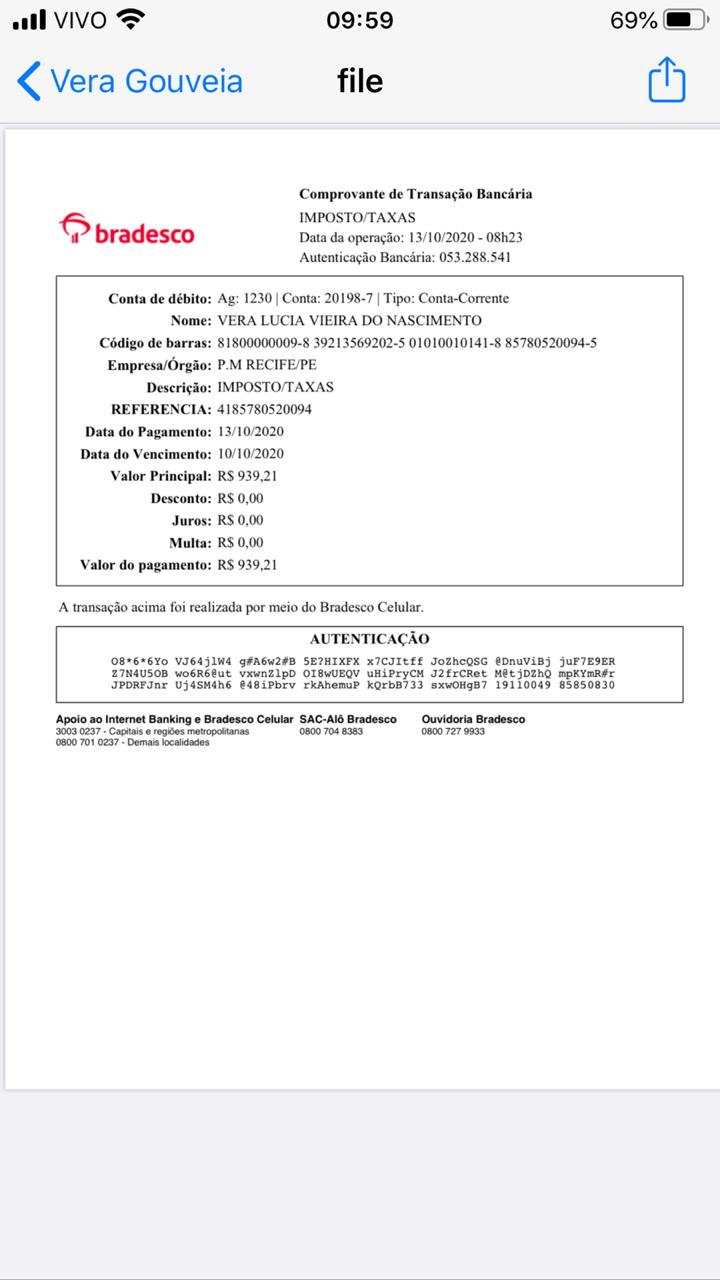 VIVO 09:59 69%
Vera Gouveia file
Comprovante de Transação Bancária
IMPOSTO/TAXAS
Data da operação: 13/10/2020 - 08h23
Autenticação Bancária: 053.288.541
bradesco
Conta de débito: Ag: 1230 | Conta: 20198-7 | Tipo: Conta-Corrente
Nome: VERA LUCIA VIEIRA DO NASCIMENTO
Código de barras: 81800000009-8 39213569202-5 01010010141-8 85780520094-5
Empresa/Órgão: P.M RECIFE/PE
Descrição: IMPOSTO/TAXAS
REFERENCIA: 4185780520094
Data do Pagamento: 13/10/2020
Data do Vencimento: 10/10/2020
Valor Principal: R$ 939,21
Desconto: R$ 0,00
Juros: R$ 0,00
Multa: R$ 0,00
Valor do pagamento: R$ 939,21
A transação acima foi realizada por meio do Bradesco Celular.
AUTENTICAÇÃO
O8*6*6Yo VJ64jlW4 g#A6w2#B 5E?HIXFX x7CJItff JoZhcQSG @DnuViBj juF7E9ER
Z7N4U5OB wo6R6@ut vxwnZlpD OI8wUEQV uHiPryCM J2frCRet M@tjDZhQ mpKYmR#r
JPDRFJnr Uj4SM4h6 @48iPbrv rkAhemuP kQrbB733 sxwOHgB7 19110049 85850830
Apoio ao Internet Banking e Bradesco Celular SAC-Alô Bradesco Ouvidoria Bradesco
3003 0237 - Capitais e regiões metropolitanas 0800 704 8383 0800 727 9933
0800 701 0237 - Demais localidades